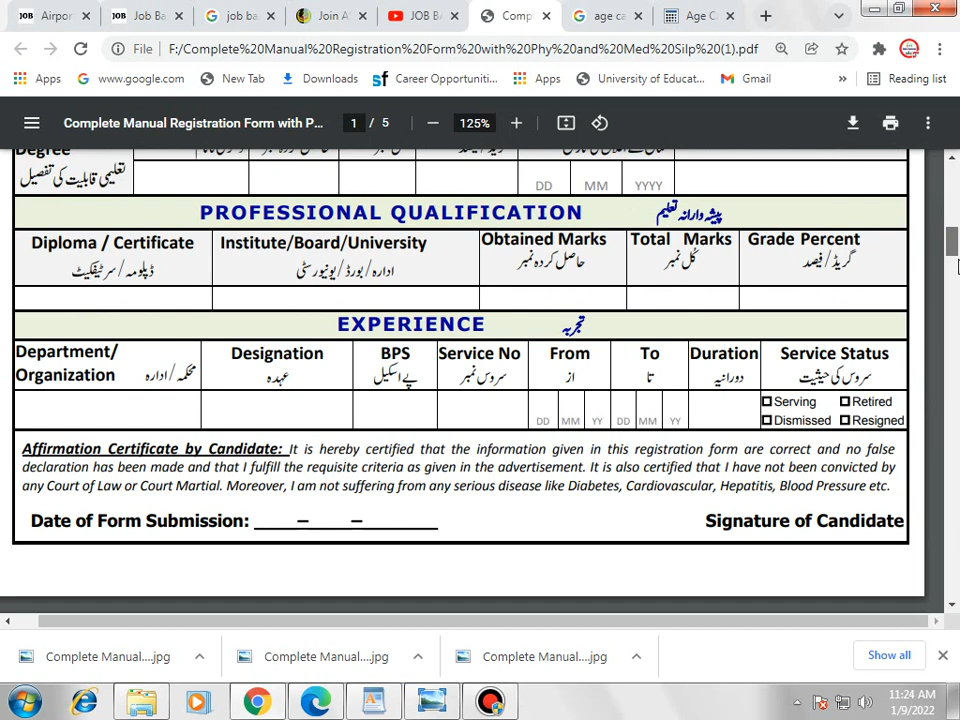 Airpor
Job Ba
job ba
Join A
JOB BA
Comp
age ca
Age C
File
F:/Complete%20Manual%20Registration%20Form%20with%20Phy%20and%20Med%20Silp%20(1).pdf
Apps
www.google.com
New Tab
Downloads
Career Opportuniti...
Apps
University of Educat...
Gmail
»
Reading list
Complete Manual Registration Form with P...
1 / 5
125%
Degree
تعلیمی قابلیت کی تفصیل
DD MM YYYY
PROFESSIONAL QUALIFICATION پیشہ وارانہ تعلیم
Diploma / Certificate
ڈپلومہ/سرٹیفکیٹ
Institute/Board/University
ادارہ/بورڈ/یونیورسٹی
Obtained Marks
حاصل کردہ نمبر
Total Marks
کل نمبر
Grade Percent
گریڈ/فیصد
EXPERIENCE تجربہ
Department/
Organization محکمہ/ادارہ
Designation
عہدہ
BPS
پے اسکیل
Service No
سروس نمبر
From
از
To
تا
Duration
دورانیہ
Service Status
سروس کی حیثیت
DD MM YY DD MM YY
Serving Retired
Dismissed Resigned
Affirmation Certificate by Candidate: It is hereby certified that the information given in this registration form are correct and no false
declaration has been made and that I fulfill the requisite criteria as given in the advertisement. It is also certified that I have not been convicted by
any Court of Law or Court Martial. Moreover, I am not suffering from any serious disease like Diabetes, Cardiovascular, Hepatitis, Blood Pressure etc.
Date of Form Submission: ____–____–______
Signature of Candidate
Complete Manual....jpg
Complete Manual....jpg
Complete Manual....jpg
Show all
11:24 AM
1/9/2022